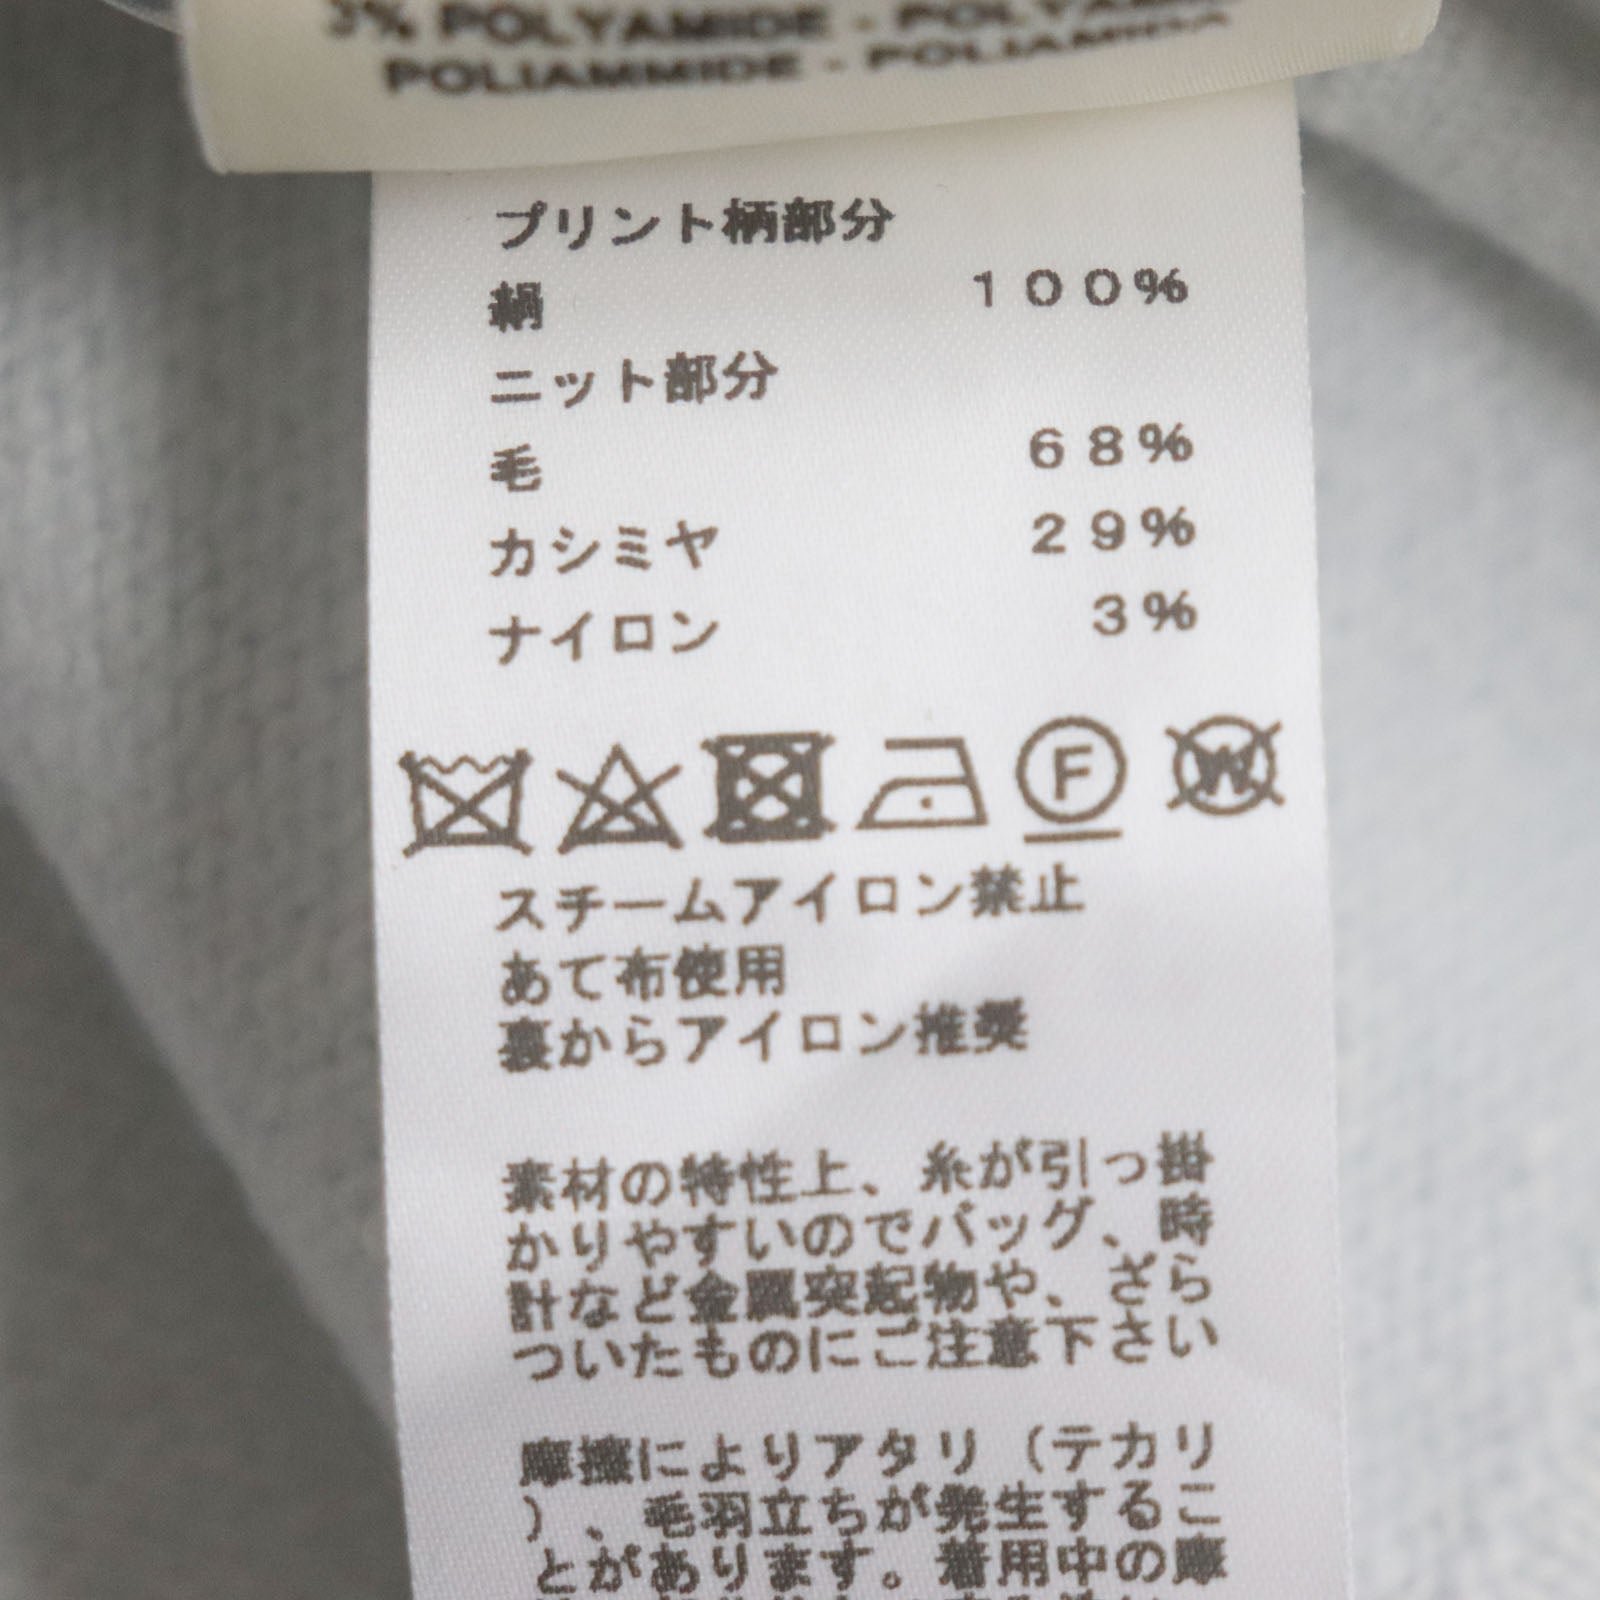 3% POLYAMIDE - POLYAMID
POLIAMMIDE - POLIAMIDA
プリント柄部分
絹 100%
ニット部分
毛 68%
カシミヤ 29%
ナイロン 3%
F W
スチームアイロン禁止
あて布使用
裏からアイロン推奨
素材の特性上、糸が引っ掛
かりやすいのでバッグ、時
計など金属突起物や、ざら
ついたものにご注意下さい
摩擦によりアタリ（テカリ
）、毛羽立ちが発生するこ
とがあります。着用中の摩